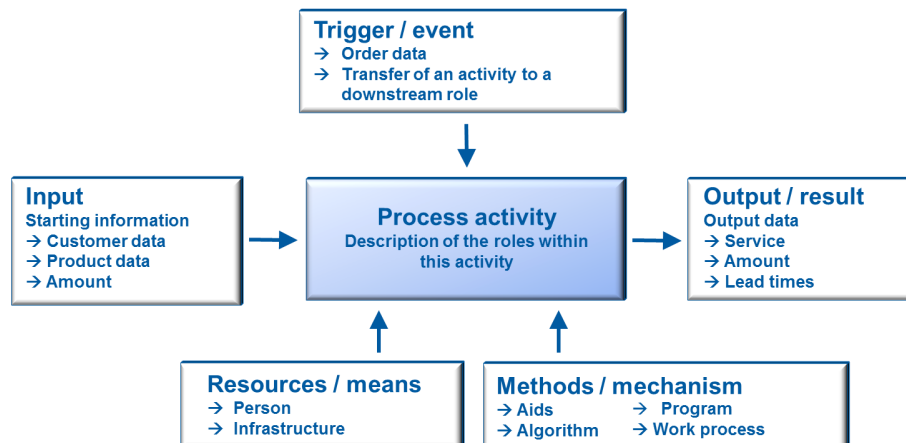 Trigger / event
→ Order data
→ Transfer of an activity to a
downstream role
Input
Starting information
→ Customer data
→ Product data
→ Amount
Process activity
Description of the roles within
this activity
Output / result
Output data
→ Service
→ Amount
→ Lead times
Resources / means
→ Person
→ Infrastructure
Methods / mechanism
→ Aids → Program
→ Algorithm → Work process